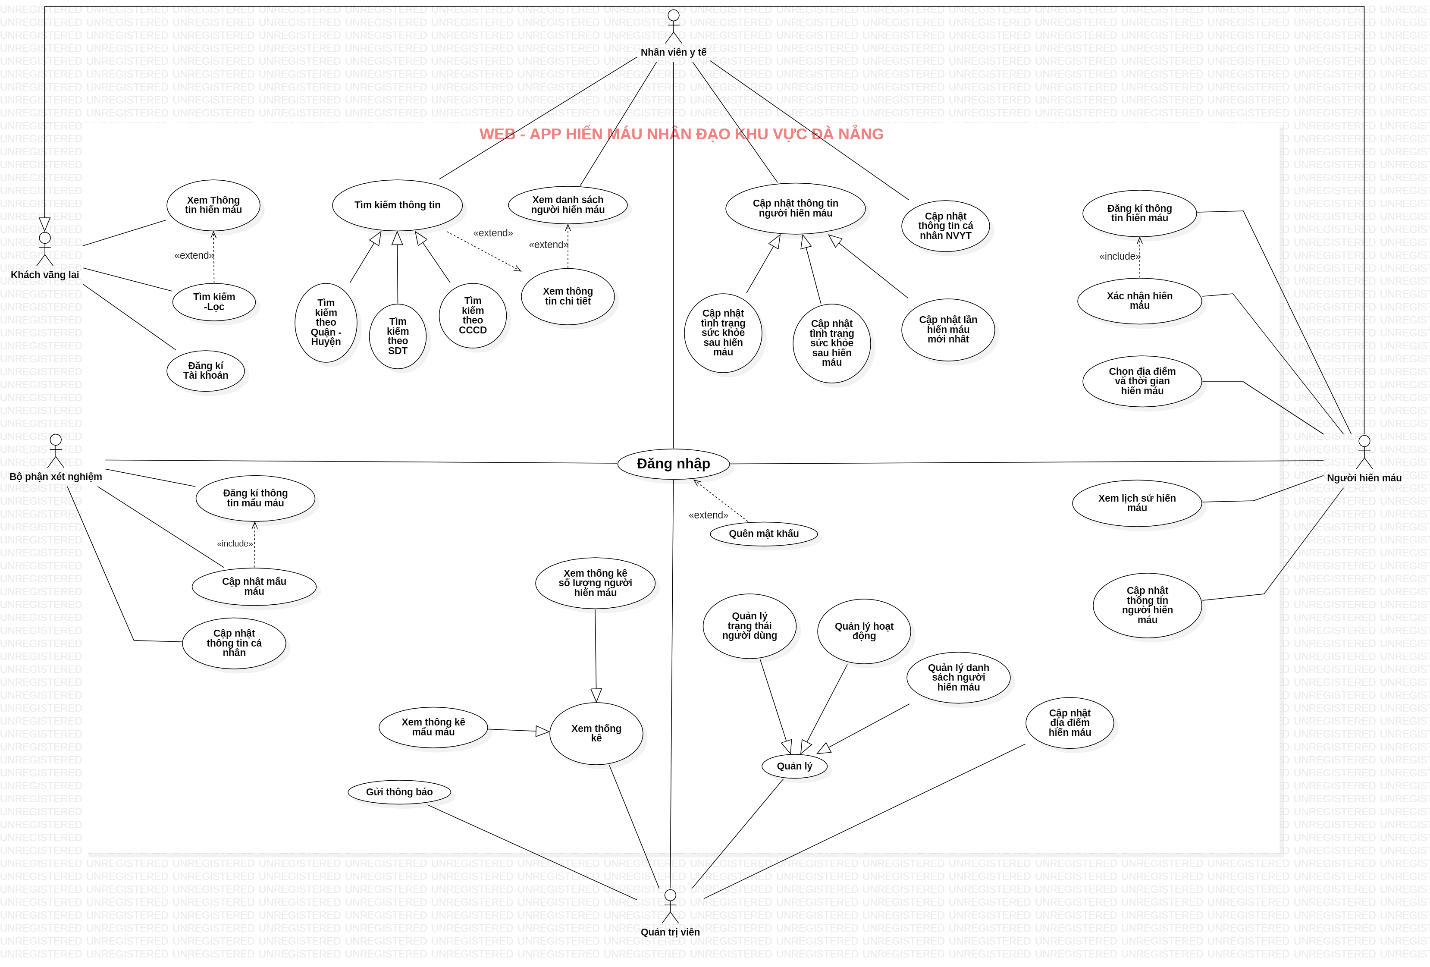 Nhân viên y tế
WEB - APP HIẾN MÁU NHÂN ĐẠO KHU VỰC ĐÀ NẴNG
Xem Thông
tin hiến máu
«extend»
Tìm kiếm
-Lọc
Đăng kí
Tài khoản
Khách vãng lai
Tìm kiếm thông tin
Xem danh sách
người hiến máu
«extend»
«extend»
Xem thông
tin chi tiết
Tìm
kiếm
theo
Quận -
Huyện
Tìm
kiếm
theo
SDT
Tìm
kiếm
theo
CCCD
Cập nhật thông tin
người hiến máu
Cập nhật
thông tin cá
nhân NVYT
Cập nhật
tình trạng
sức khỏe
sau hiến
máu
Cập nhật
tình trạng
sức khỏe
sau hiến
máu
Cập nhật lần
hiến máu
mới nhất
Đăng kí thông
tin hiến máu
«include»
Xác nhận hiến
máu
Chọn địa điểm
và thời gian
hiến máu
Bộ phận xét nghiệm
Đăng nhập
Người hiến máu
Đăng kí thông
tin mẫu máu
«include»
Cập nhật mẫu
máu
Cập nhật
thông tin cá
nhân
«extend»
Quên mật khẩu
Xem lịch sử hiến
máu
Cập nhật
thông tin
người hiến
máu
Xem thống kê
số lượng người
hiến máu
Xem thống kê
mẫu máu
Xem thống
kê
Gửi thông báo
Quản lý
trạng thái
người dùng
Quản lý hoạt
động
Quản lý danh
sách người
hiến máu
Quản lý
Cập nhật
địa điểm
hiến máu
Quản trị viên
UNREGISTERED